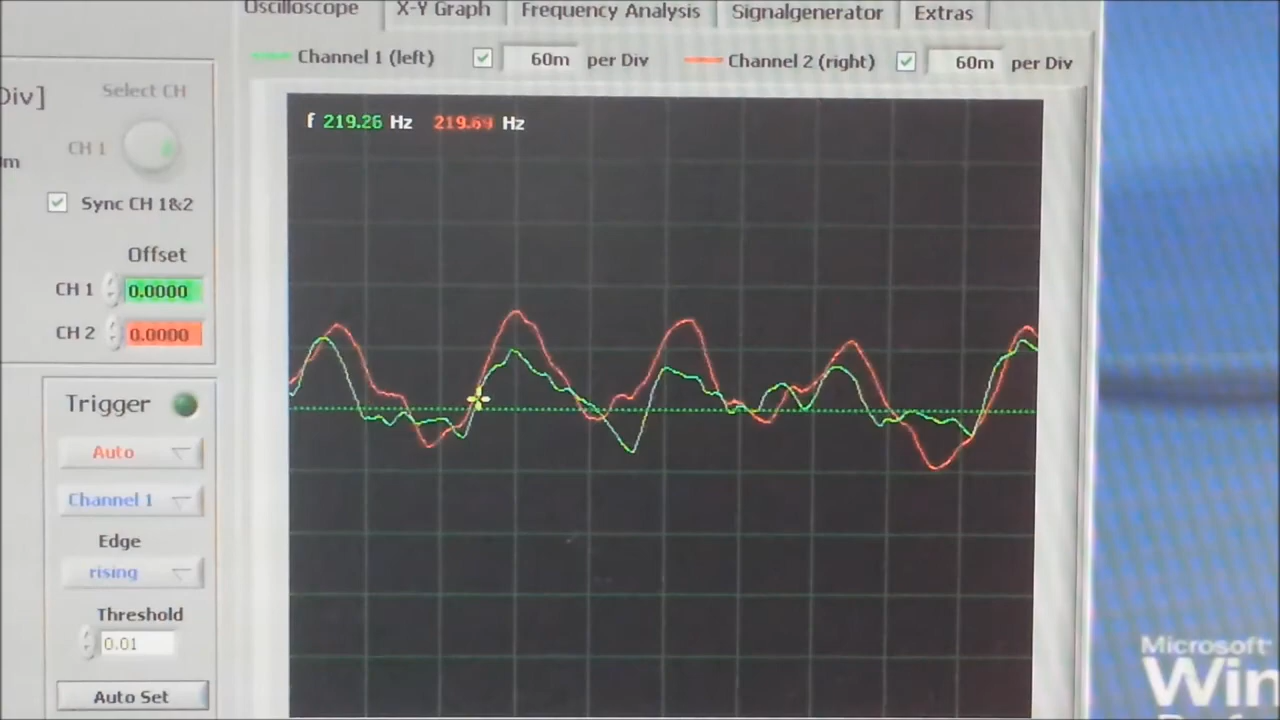 Oscilloscope X-Y Graph Frequency Analysis Signalgenerator Extras
Channel 1 (left) 60m per Div Channel 2 (right) 60m per Div
Div]
Select CH
f 219.26 Hz 219.69 Hz
CH 1
m
Sync CH 1&2
Offset
CH 1 0.0000
CH 2 0.0000
Trigger
Auto
Channel 1
Edge
rising
Threshold
0.01
Auto Set
Microsoft
Win